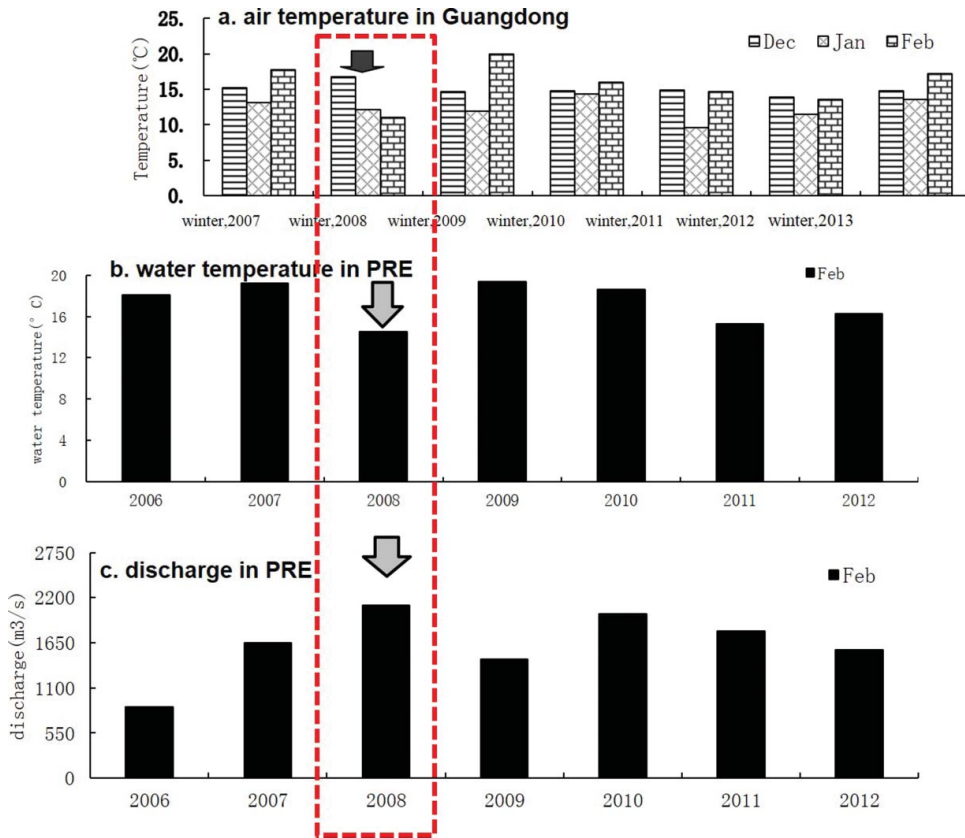 a. air temperature in Guangdong
Temperature(℃)
25.
20.
15.
10.
5.
0.
Dec Jan Feb
winter,2007 winter,2008 winter,2009 winter,2010 winter,2011 winter,2012 winter,2013
b. water temperature in PRE
water temperature(° C)
20
16
12
8
4
0
Feb
2006 2007 2008 2009 2010 2011 2012
c. discharge in PRE
discharge(m3/s)
2750
2200
1650
1100
550
0
Feb
2006 2007 2008 2009 2010 2011 2012